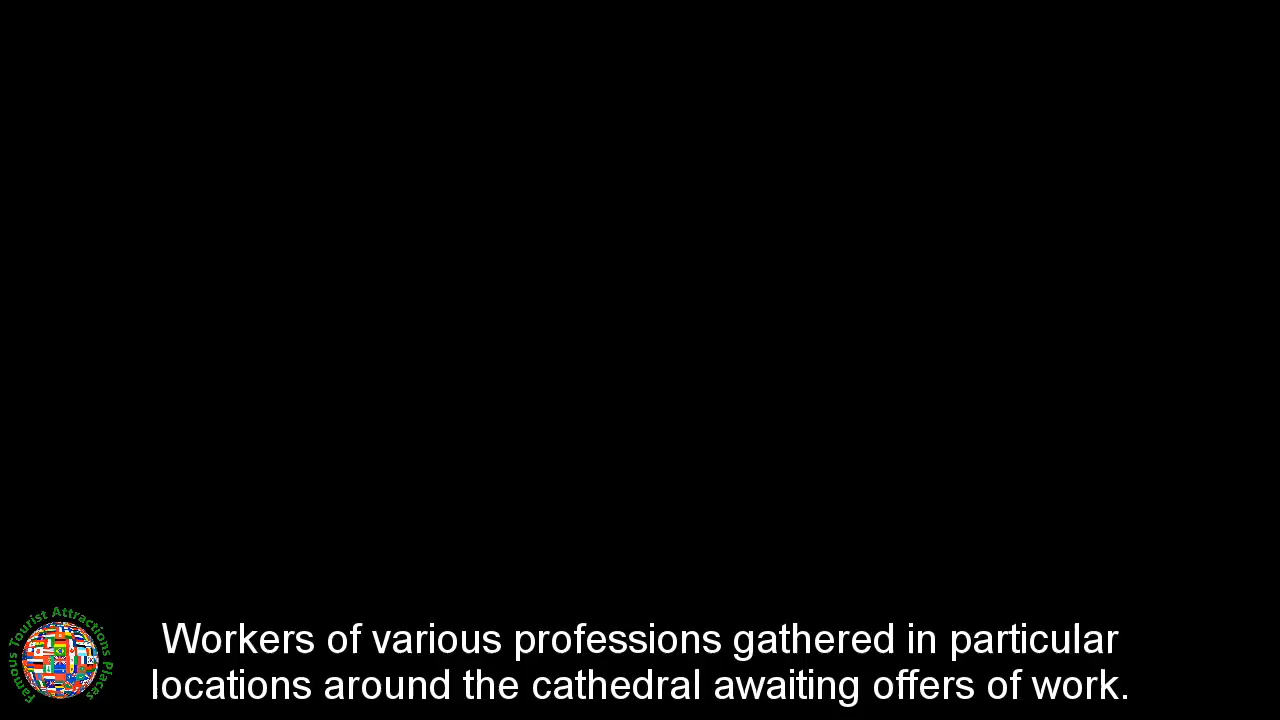 Famous Tourist Attractions Places
Workers of various professions gathered in particular
locations around the cathedral awaiting offers of work.